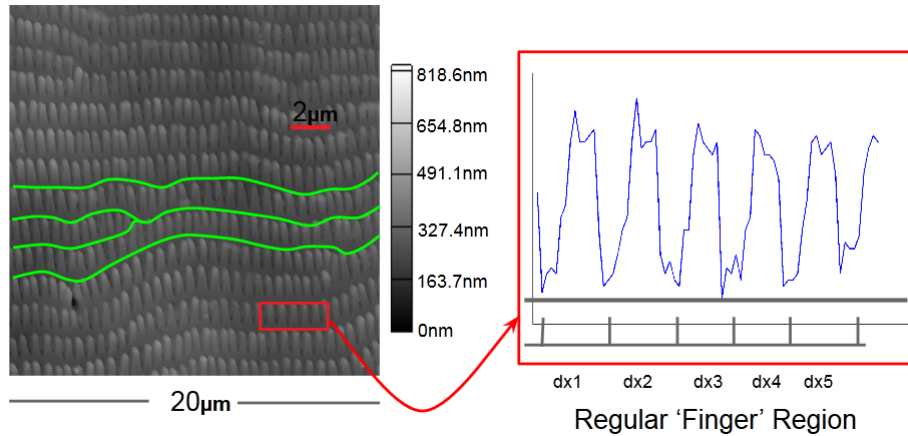 2μm
818.6nm
654.8nm
491.1nm
327.4nm
163.7nm
0nm
20μm
dx1 dx2 dx3 dx4 dx5
Regular ‘Finger’ Region